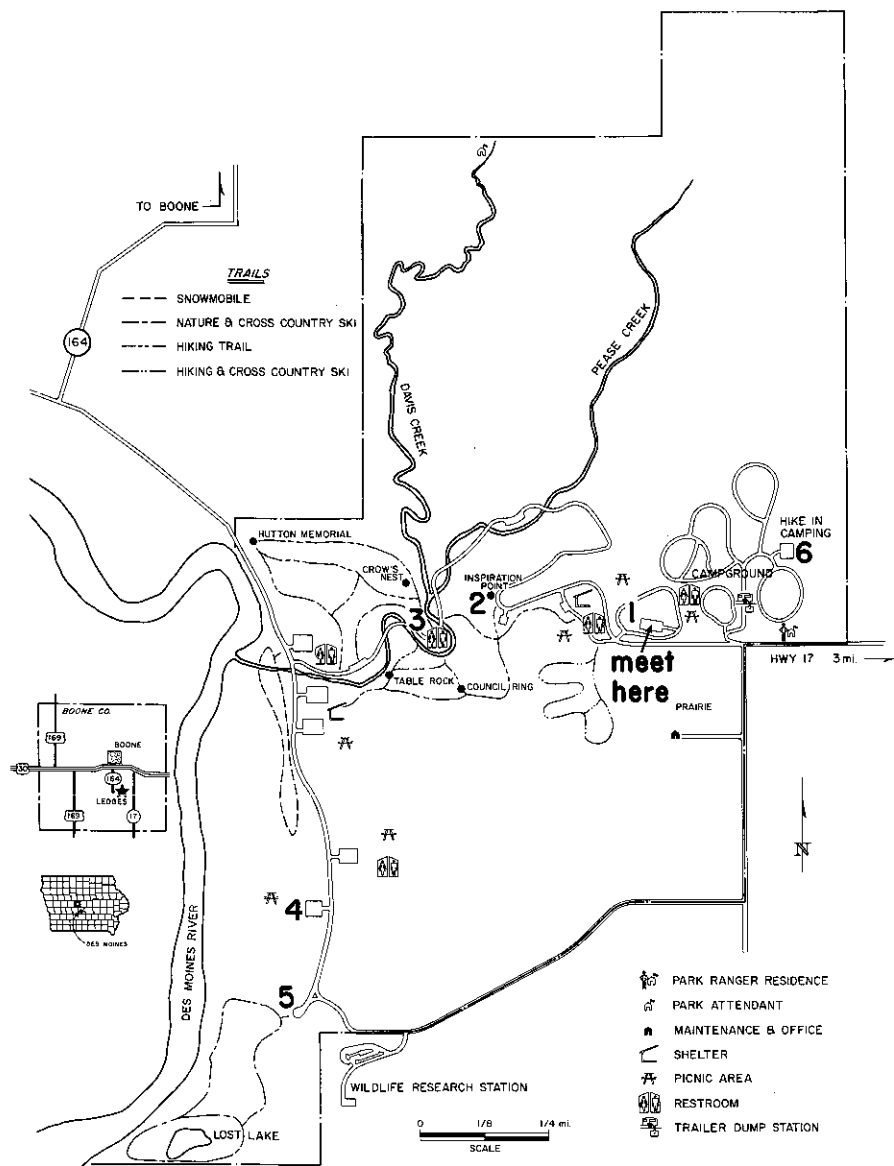 TO BOONE
TRAILS
SNOWMOBILE
NATURE & CROSS COUNTRY SKI
HIKING TRAIL
HIKING & CROSS COUNTRY SKI
164
DAVIS CREEK
PEASE CREEK
HUTTON MEMORIAL
CROW'S
NEST
INSPIRATION
POINT
2
3
HIKE IN
CAMPING
6
CAMPGROUND
1
meet
here
HWY 17 3 mi.
TABLE ROCK
COUNCIL RING
PRAIRIE
BOONE CO.
169
BOONE
30
164
LEDGES
169
17
DES MOINES
N
DES MOINES RIVER
4
5
LOST LAKE
WILDLIFE RESEARCH STATION
0 1/8 1/4 mi.
SCALE
PARK RANGER RESIDENCE
PARK ATTENDANT
MAINTENANCE & OFFICE
SHELTER
PICNIC AREA
RESTROOM
TRAILER DUMP STATION